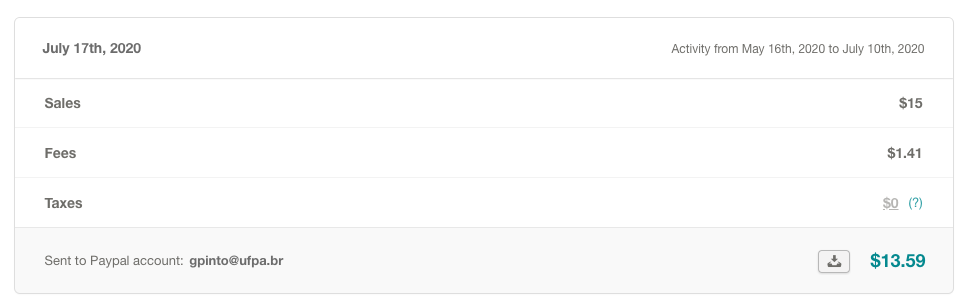 July 17th, 2020 Activity from May 16th, 2020 to July 10th, 2020
Sales $15
Fees $1.41
Taxes $0 (?)
Sent to Paypal account: gpinto@ufpa.br $13.59